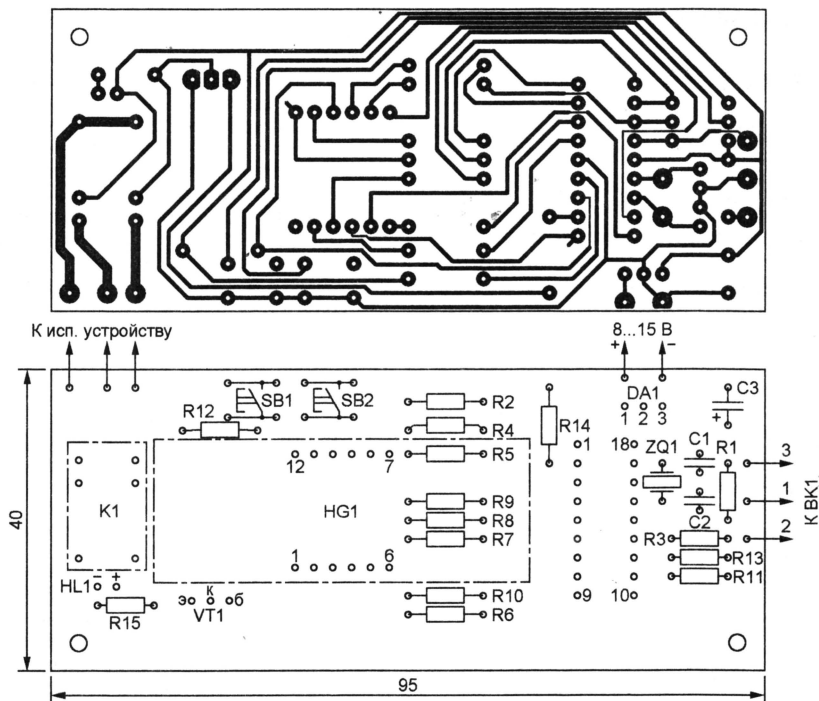 К исп. устройству
8...15 В
+ −
DA1
1 2 3
C3
+
SB1 SB2
R12
R2
R4
R5
R14
1 18
ZQ1
C1
R1
3
1
2
К ВК1
12 7
К1
HG1
R9
R8
R7
C2
R3
R13
R11
1 6
− +
HL1
R15
э к б
VT1
R10
R6
9 10
40
95